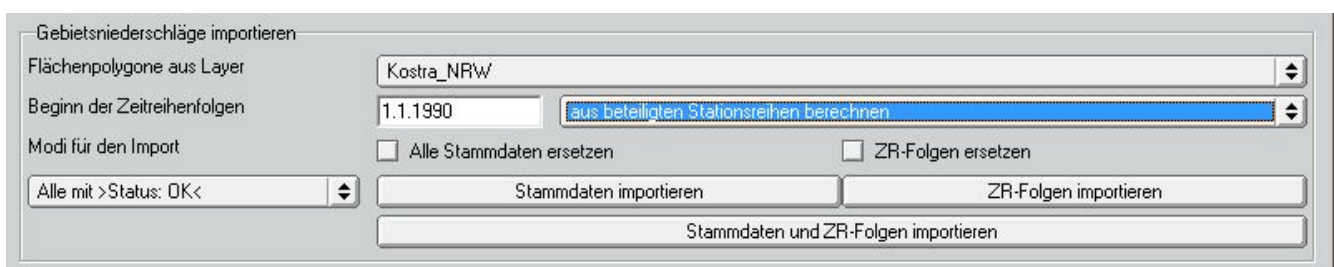 Gebietsniederschläge importieren
Flächenpolygone aus Layer
Kostra_NRW
Beginn der Zeitreihenfolgen
1.1.1990
aus beteiligten Stationsreihen berechnen
Modi für den Import
Alle Stammdaten ersetzen
ZR-Folgen ersetzen
Alle mit >Status: OK<
Stammdaten importieren
ZR-Folgen importieren
Stammdaten und ZR-Folgen importieren